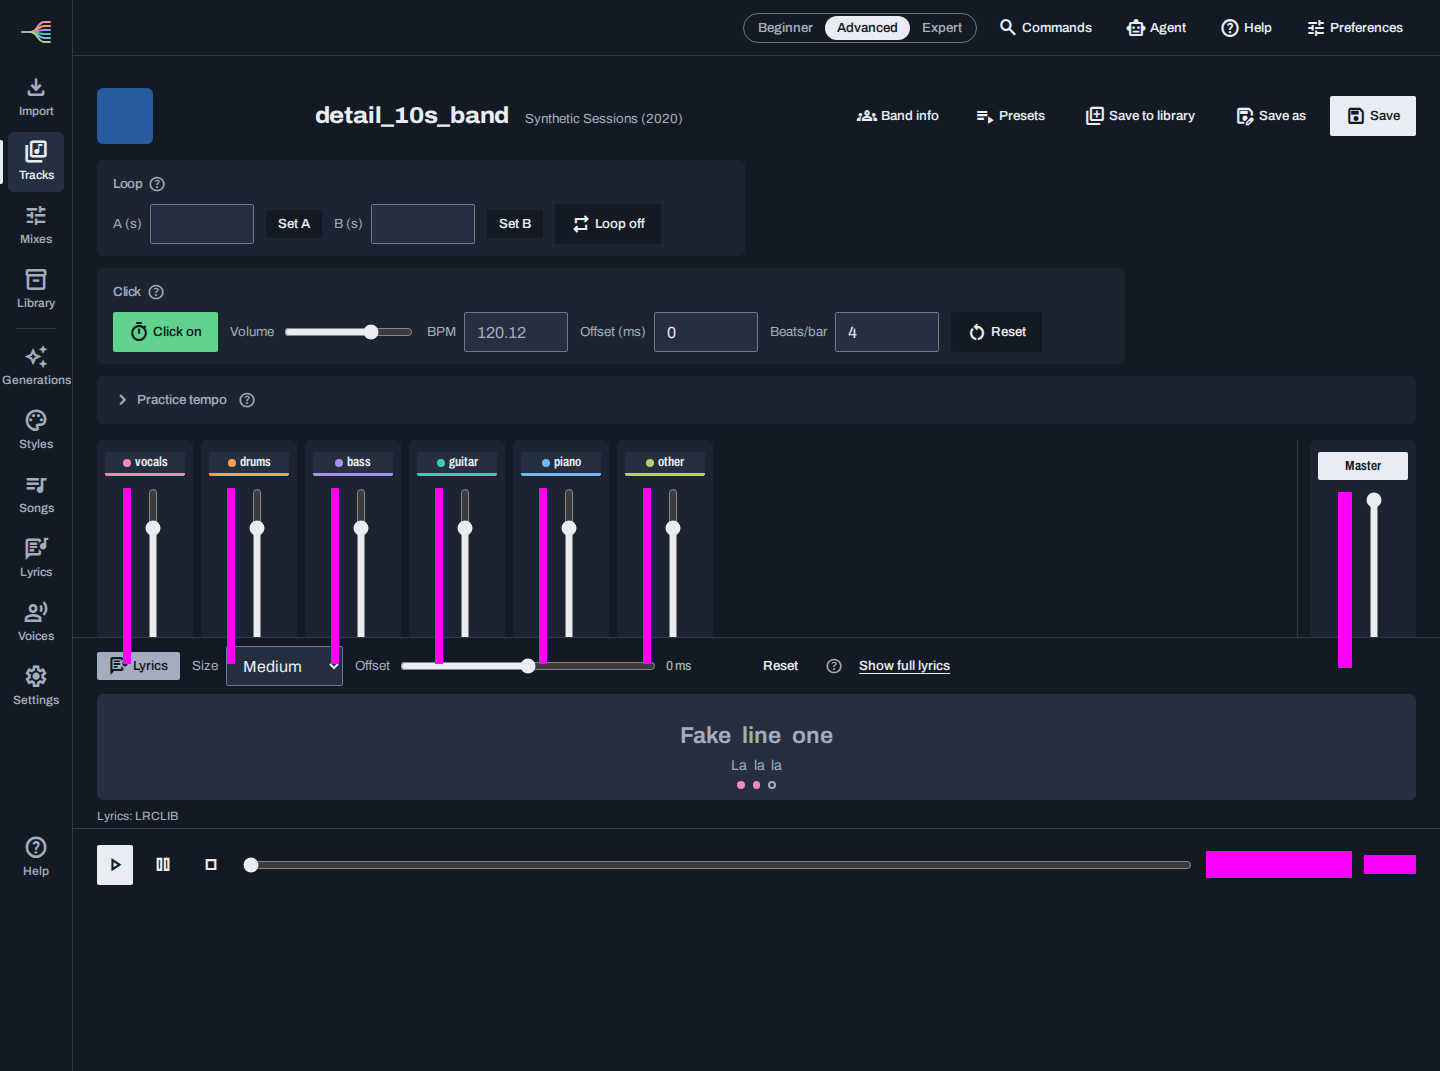 Beginner Advanced Expert Commands Agent Help Preferences
Import
Tracks
Mixes
Library
Generations
Styles
Songs
Lyrics
Voices
Settings
Help
detail_10s_band Synthetic Sessions (2020) Band info Presets Save to library Save as Save
Loop
A (s) Set A B (s) Set B Loop off
Click
Click on Volume BPM 120.12 Offset (ms) 0 Beats/bar 4 Reset
Practice tempo
vocals drums bass guitar piano other Master
Lyrics Size Medium Offset 0 ms Reset Show full lyrics
Fake line one
La la la
Lyrics: LRCLIB